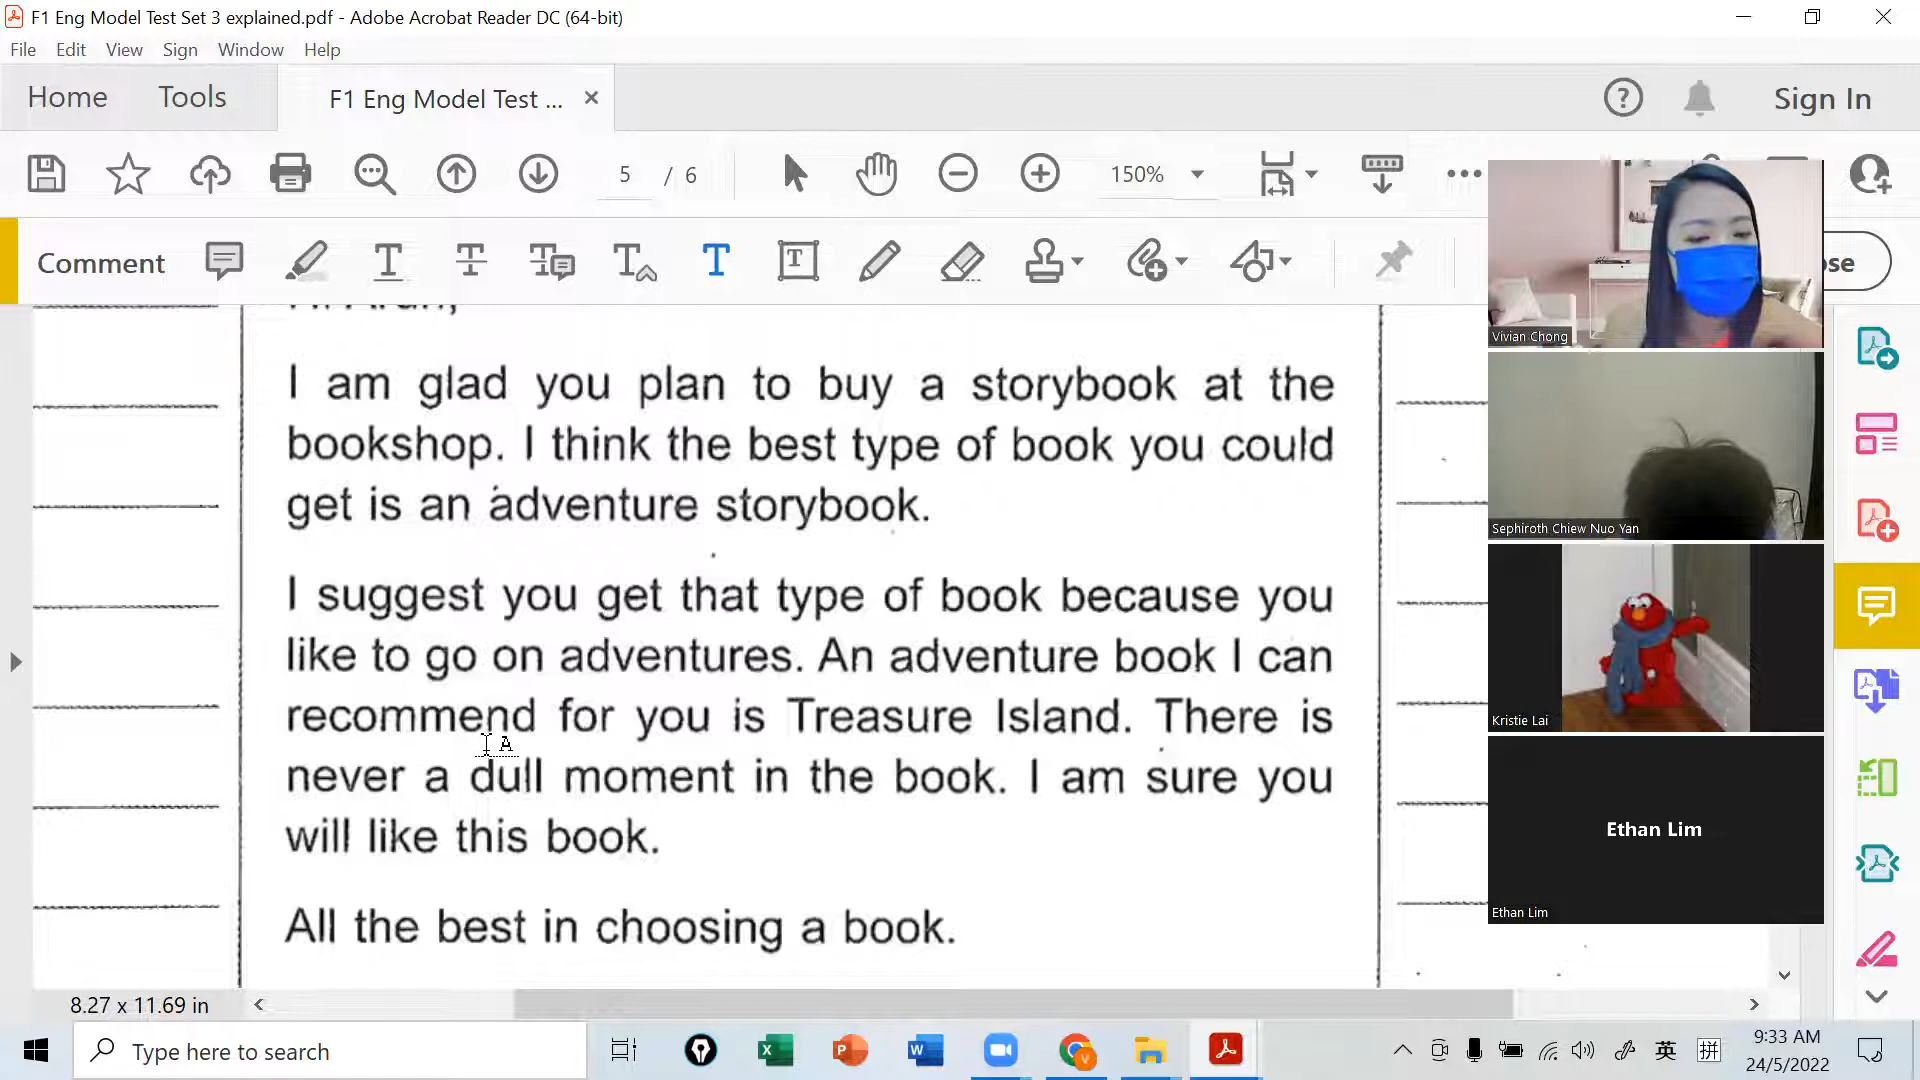 F1 Eng Model Test Set 3 explained.pdf - Adobe Acrobat Reader DC (64-bit)
File Edit View Sign Window Help
Home Tools F1 Eng Model Test ... Sign In
5 / 6 150%
Comment
I am glad you plan to buy a storybook at the
bookshop. I think the best type of book you could
get is an adventure storybook.
I suggest you get that type of book because you
like to go on adventures. An adventure book I can
recommend for you is Treasure Island. There is
never a dull moment in the book. I am sure you
will like this book.
All the best in choosing a book.
Vivian Chong
Sephiroth Chiew Nuo Yan
Kristie Lai
Ethan Lim
Ethan Lim
8.27 x 11.69 in
Type here to search
英 拼
9:33 AM
24/5/2022